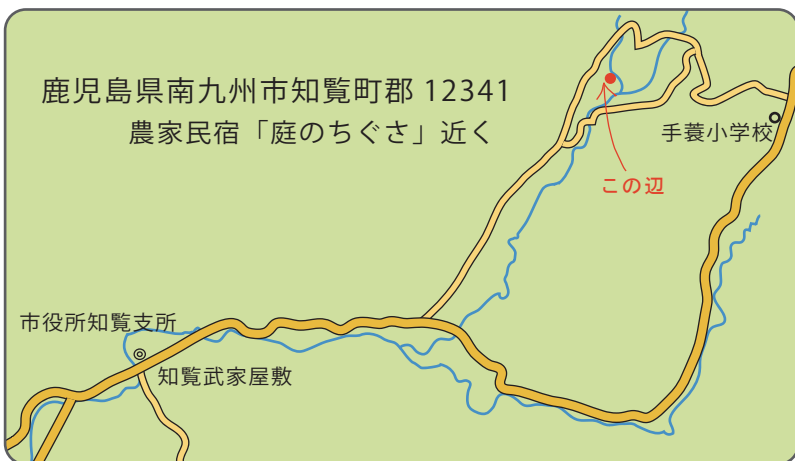 鹿児島県南九州市知覧町郡 12341
農家民宿「庭のちぐさ」近く
手蓑小学校
この辺
市役所知覧支所
知覧武家屋敷